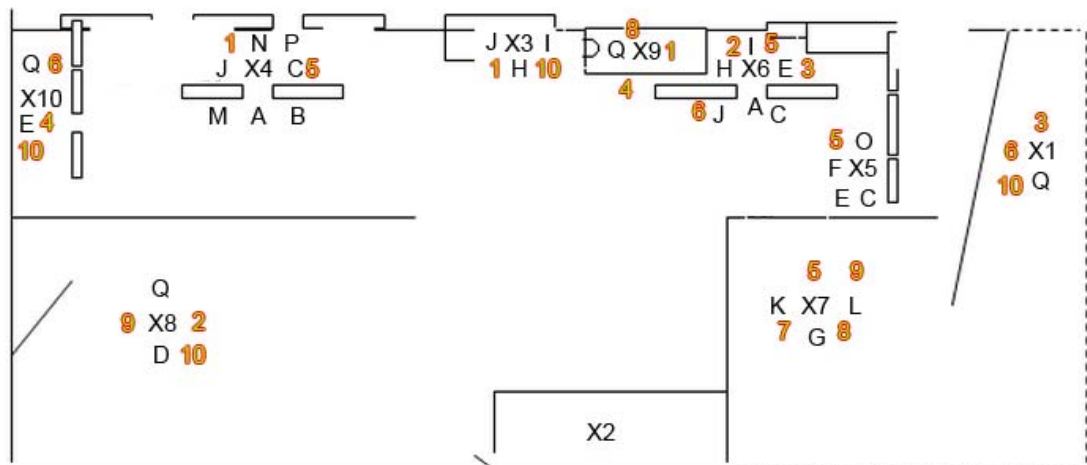 8
1 N P
J X3 I
Q X9 1
2 I 5
Q 6
J X4 C 5
1 H 10
H X6 E 3
X10
4
E 4
M A B
6 J A C
3
10
5 O
6 X1
F X5
10 Q
E C
5 9
Q
K X7 L
9 X8 2
7 G 8
D 10
X2